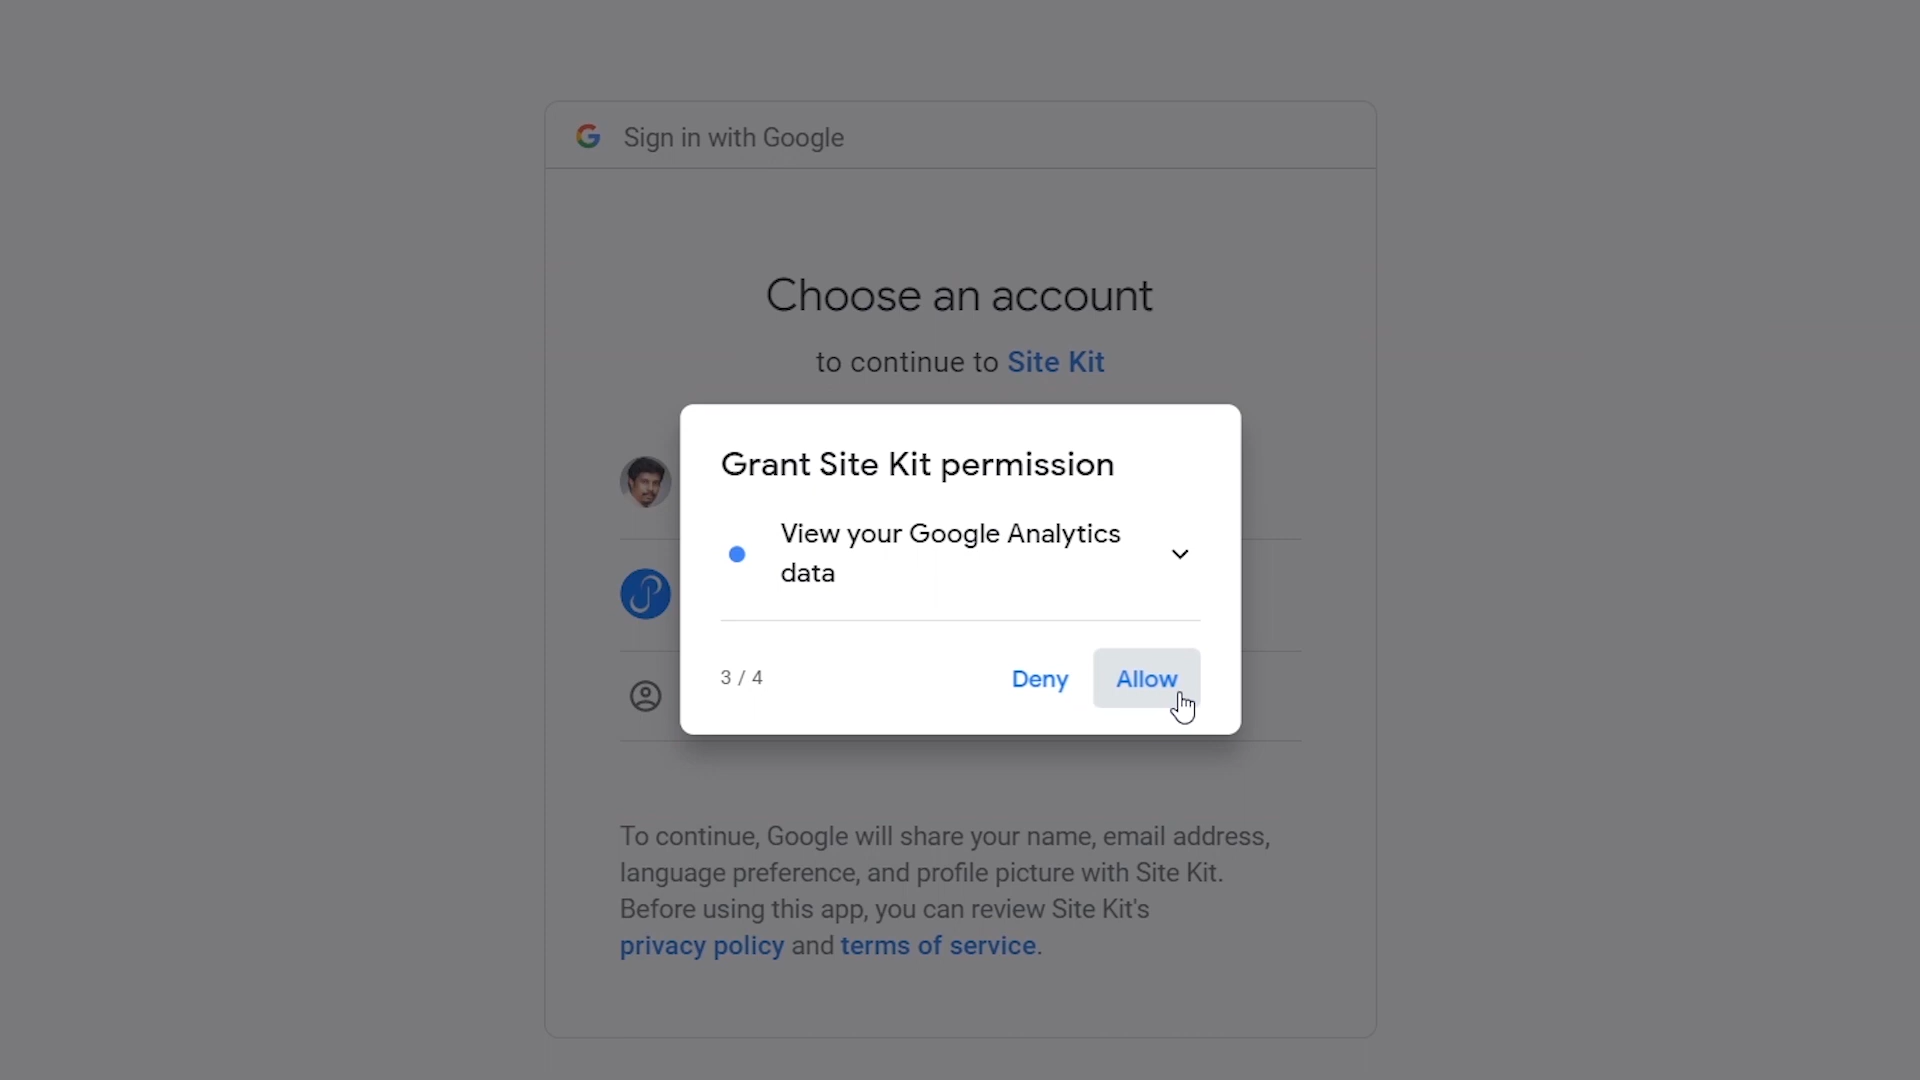 Sign in with Google
Choose an account
to continue to Site Kit
Grant Site Kit permission
View your Google Analytics
data
3 / 4
Deny
Allow
To continue, Google will share your name, email address,
language preference, and profile picture with Site Kit.
Before using this app, you can review Site Kit's
privacy policy and terms of service.